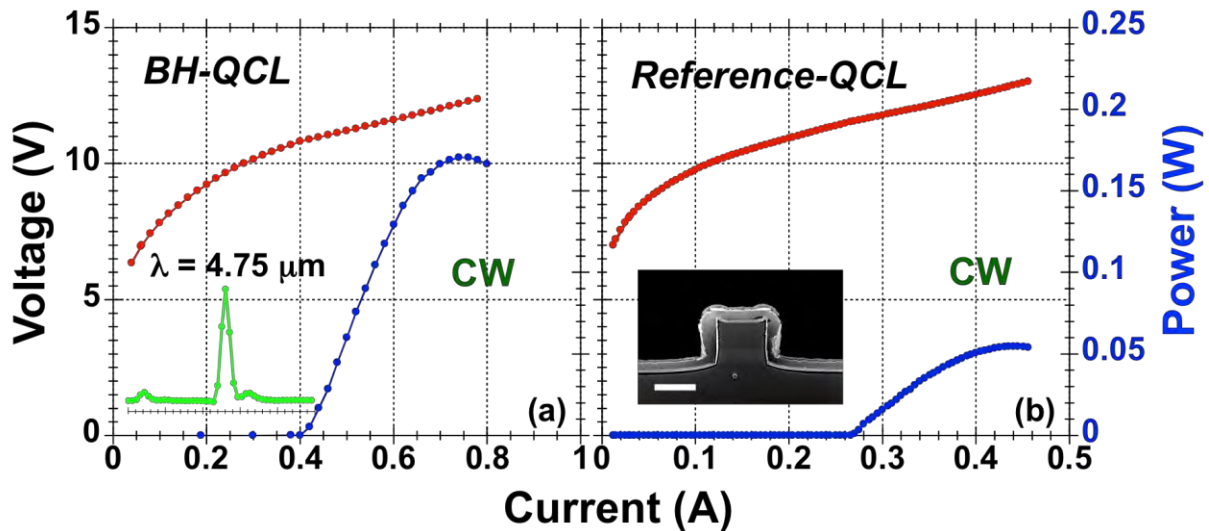 15
10
5
0
Voltage (V)
BH-QCL
λ = 4.75 μm
CW
(a)
0
0.2
0.4
0.6
0.8
1
Reference-QCL
CW
(b)
0
0.1
0.2
0.3
0.4
0.5
0.25
0.2
0.15
0.1
0.05
0
Power (W)
Current (A)